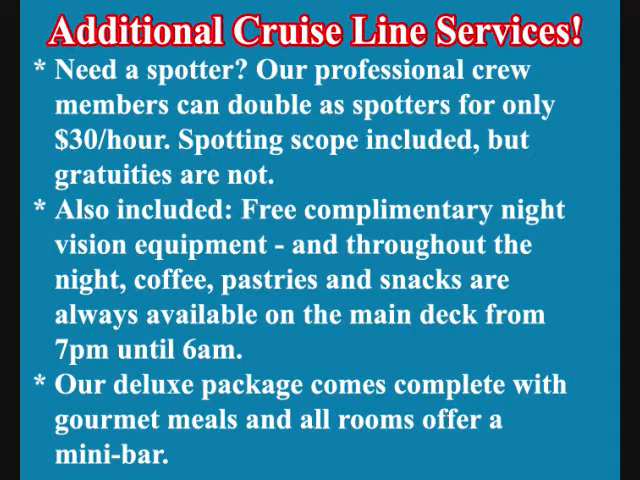 Additional Cruise Line Services!
* Need a spotter? Our professional crew
members can double as spotters for only
$30/hour. Spotting scope included, but
gratuities are not.
* Also included: Free complimentary night
vision equipment - and throughout the
night, coffee, pastries and snacks are
always available on the main deck from
7pm until 6am.
* Our deluxe package comes complete with
gourmet meals and all rooms offer a
mini-bar.